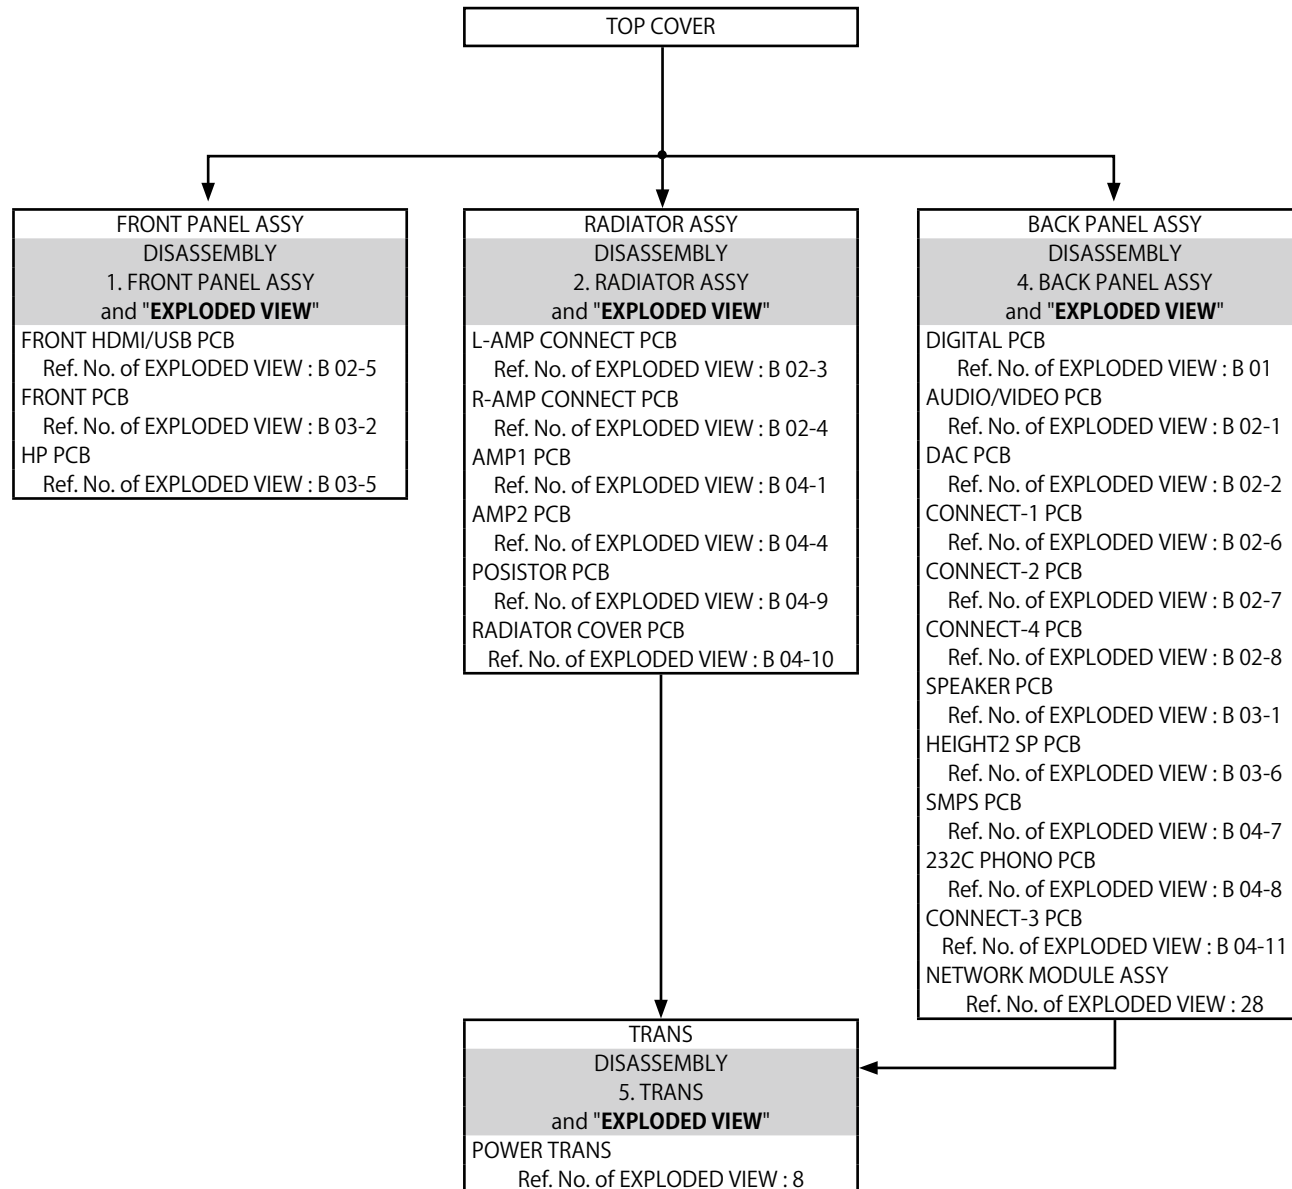 TOP COVER
FRONT PANEL ASSY
DISASSEMBLY
1. FRONT PANEL ASSY
and "EXPLODED VIEW"
FRONT HDMI/USB PCB
Ref. No. of EXPLODED VIEW : B 02-5
FRONT PCB
Ref. No. of EXPLODED VIEW : B 03-2
HP PCB
Ref. No. of EXPLODED VIEW : B 03-5
RADIATOR ASSY
DISASSEMBLY
2. RADIATOR ASSY
and "EXPLODED VIEW"
L-AMP CONNECT PCB
Ref. No. of EXPLODED VIEW : B 02-3
R-AMP CONNECT PCB
Ref. No. of EXPLODED VIEW : B 02-4
AMP1 PCB
Ref. No. of EXPLODED VIEW : B 04-1
AMP2 PCB
Ref. No. of EXPLODED VIEW : B 04-4
POSISTOR PCB
Ref. No. of EXPLODED VIEW : B 04-9
RADIATOR COVER PCB
Ref. No. of EXPLODED VIEW : B 04-10
BACK PANEL ASSY
DISASSEMBLY
4. BACK PANEL ASSY
and "EXPLODED VIEW"
DIGITAL PCB
Ref. No. of EXPLODED VIEW : B 01
AUDIO/VIDEO PCB
Ref. No. of EXPLODED VIEW : B 02-1
DAC PCB
Ref. No. of EXPLODED VIEW : B 02-2
CONNECT-1 PCB
Ref. No. of EXPLODED VIEW : B 02-6
CONNECT-2 PCB
Ref. No. of EXPLODED VIEW : B 02-7
CONNECT-4 PCB
Ref. No. of EXPLODED VIEW : B 02-8
SPEAKER PCB
Ref. No. of EXPLODED VIEW : B 03-1
HEIGHT2 SP PCB
Ref. No. of EXPLODED VIEW : B 03-6
SMPS PCB
Ref. No. of EXPLODED VIEW : B 04-7
232C PHONO PCB
Ref. No. of EXPLODED VIEW : B 04-8
CONNECT-3 PCB
Ref. No. of EXPLODED VIEW : B 04-11
NETWORK MODULE ASSY
Ref. No. of EXPLODED VIEW : 28
TRANS
DISASSEMBLY
5. TRANS
and "EXPLODED VIEW"
POWER TRANS
Ref. No. of EXPLODED VIEW : 8